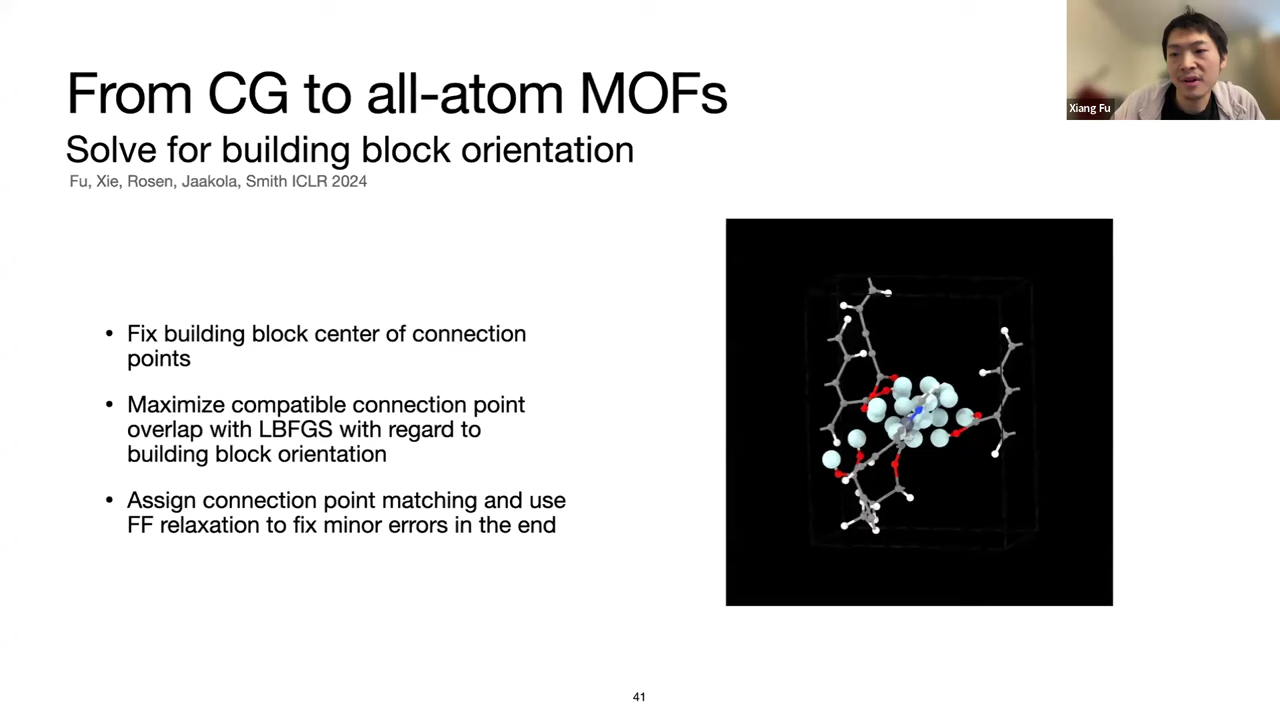 From CG to all-atom MOFs
Solve for building block orientation
Fu, Xie, Rosen, Jaakola, Smith ICLR 2024
• Fix building block center of connection
points
• Maximize compatible connection point
overlap with LBFGS with regard to
building block orientation
• Assign connection point matching and use
FF relaxation to fix minor errors in the end
Xiang Fu
41